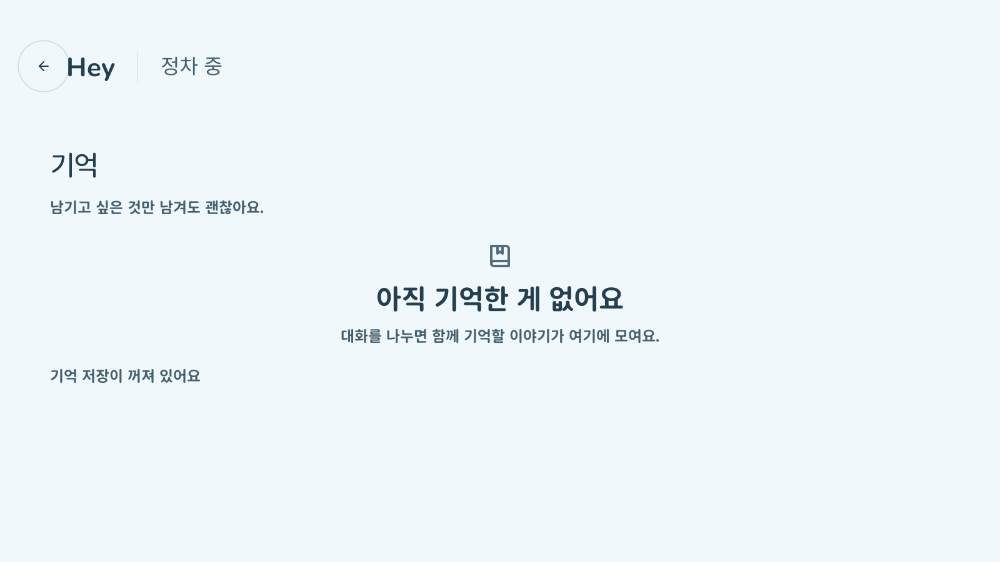 Hey 정차 중
기억
남기고 싶은 것만 남겨도 괜찮아요.
아직 기억한 게 없어요
대화를 나누면 함께 기억할 이야기가 여기에 모여요.
기억 저장이 꺼져 있어요